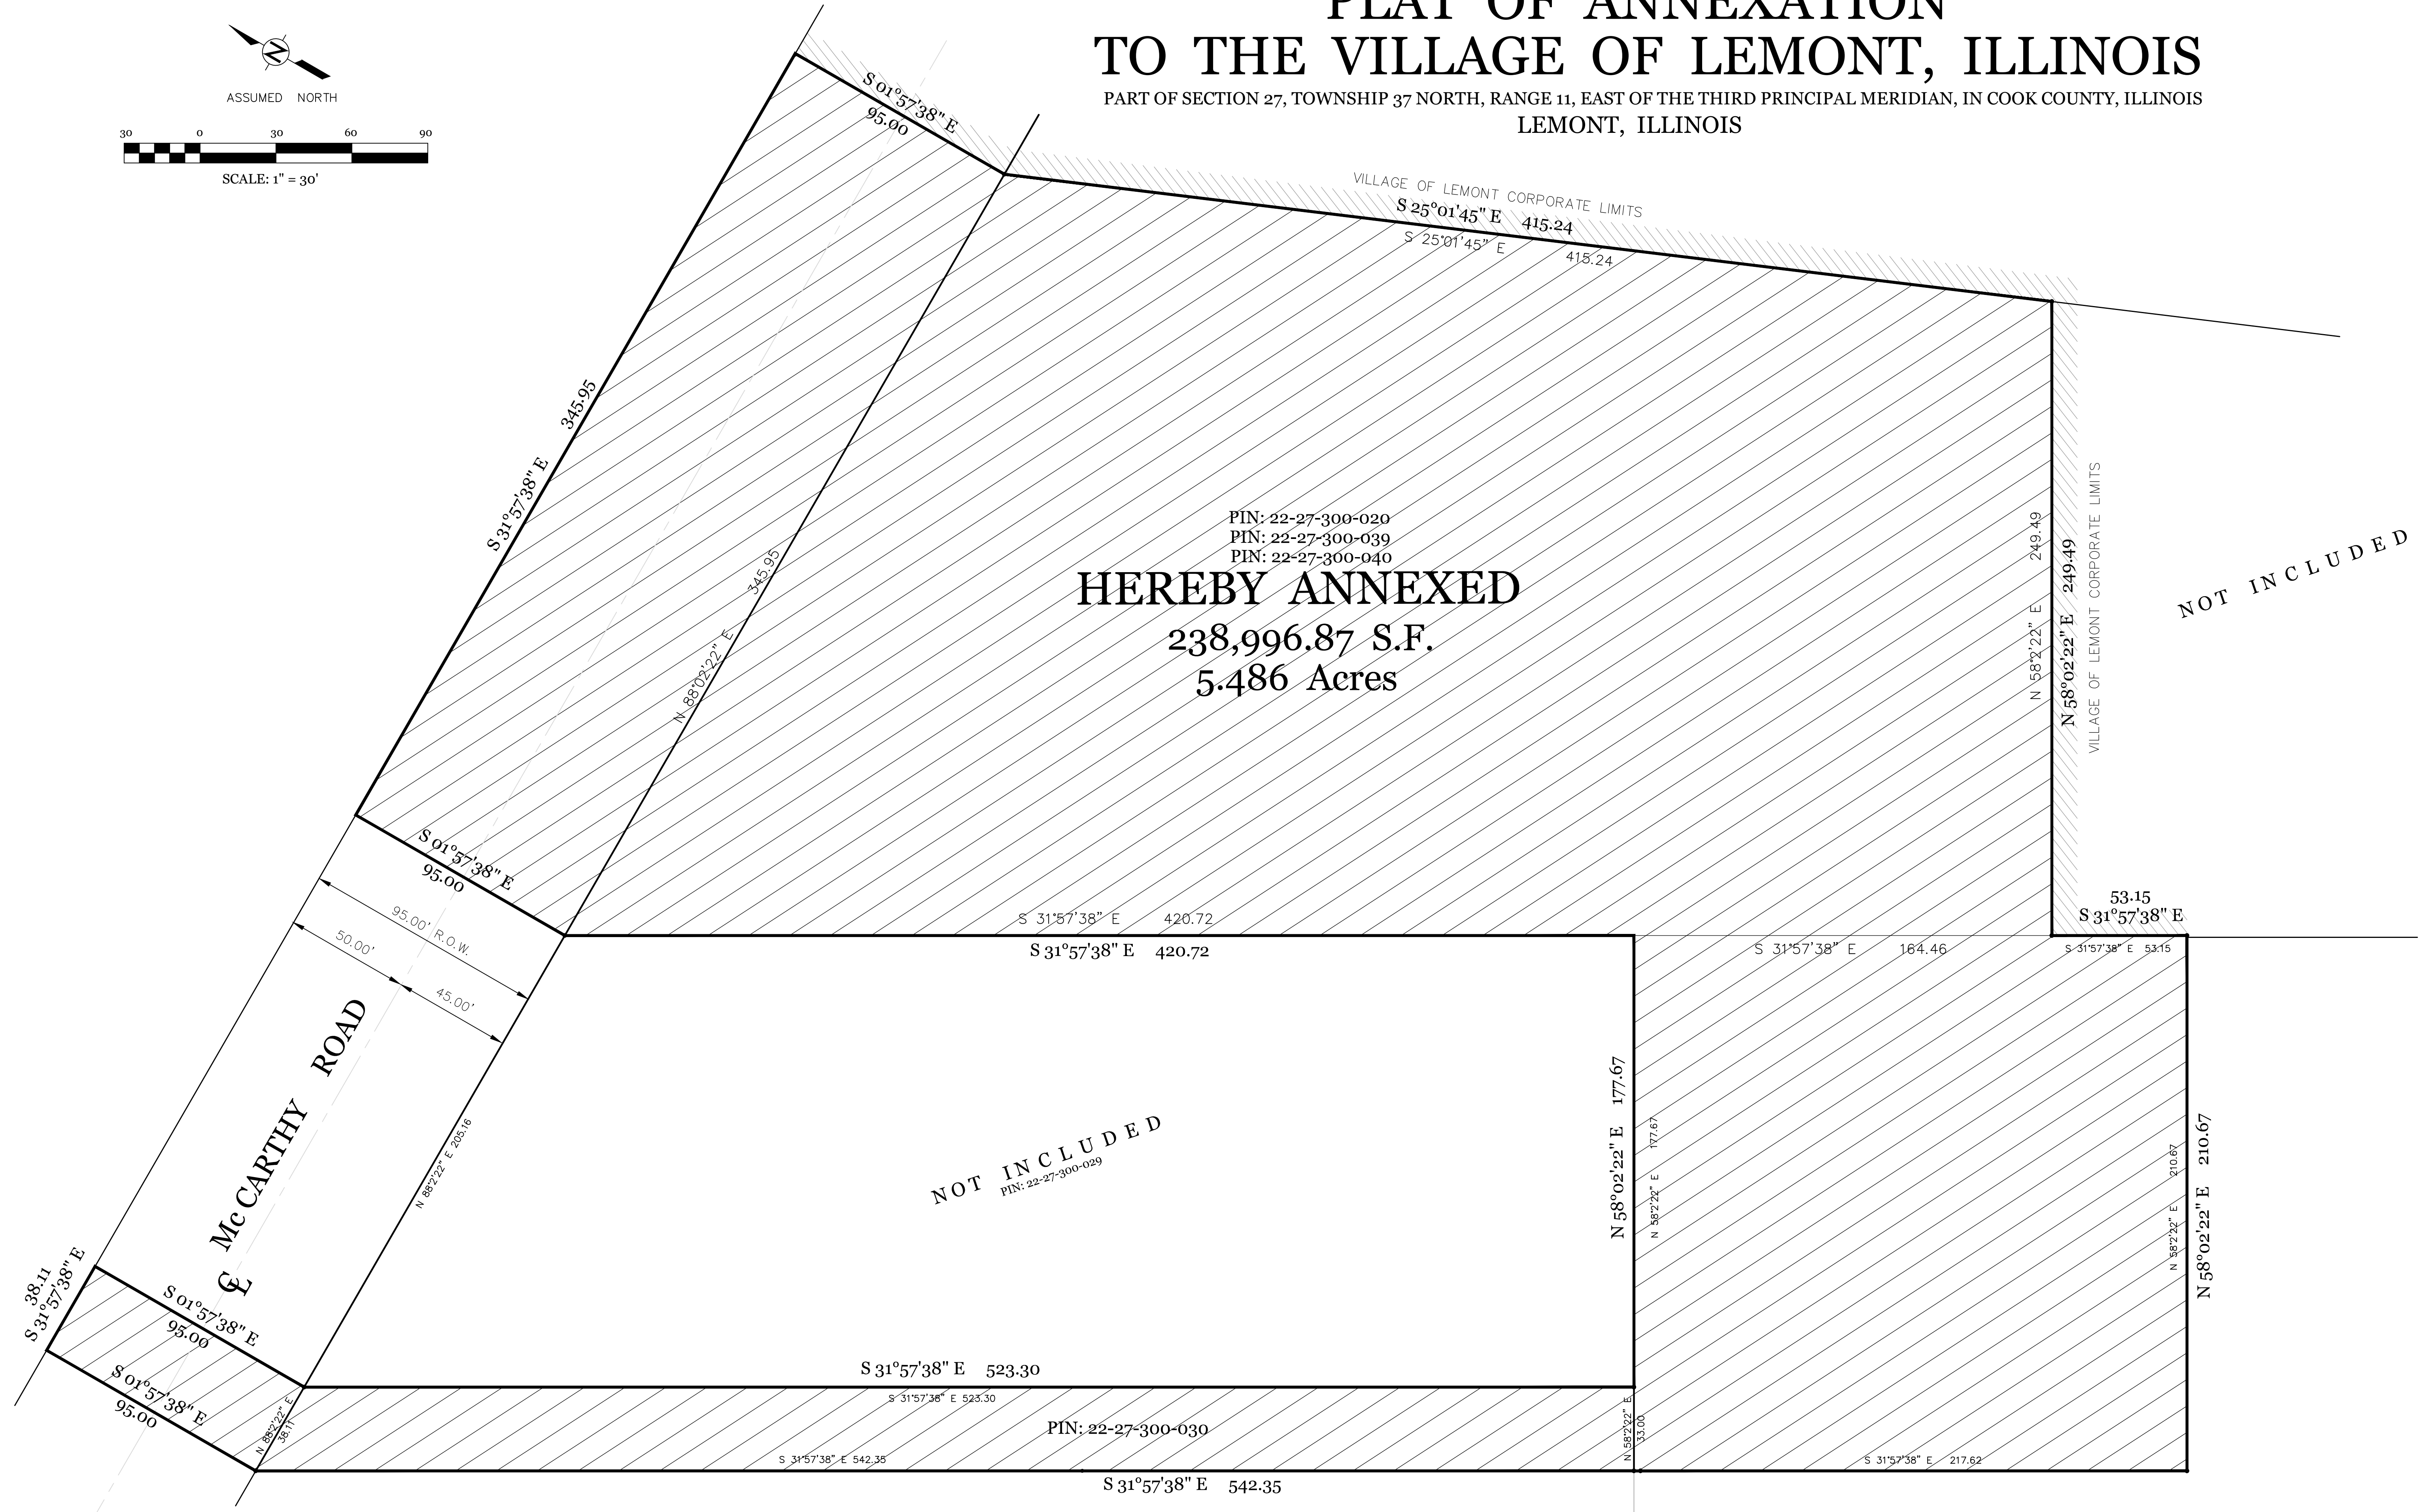 PLAT OF ANNEXATION
TO THE VILLAGE OF LEMONT, ILLINOIS
PART OF SECTION 27, TOWNSHIP 37 NORTH, RANGE 11, EAST OF THE THIRD PRINCIPAL MERIDIAN, IN COOK COUNTY, ILLINOIS
LEMONT, ILLINOIS
N
ASSUMED NORTH
30 0 30 60 90
SCALE: 1" = 30'
S 01°57'38" E
95.00
VILLAGE OF LEMONT CORPORATE LIMITS
S 25°01'45" E 415.24
S 25°01'45" E 415.24
S 31°57'38" E 345.95
N 88°02'22" E 345.95
PIN: 22-27-300-020
PIN: 22-27-300-039
PIN: 22-27-300-040
HEREBY ANNEXED
238,996.87 S.F.
5.486 Acres
N 58°2'22" E 249.49
N 58°02'22" E 249.49
VILLAGE OF LEMONT CORPORATE LIMITS
NOT INCLUDED
S 01°57'38" E
95.00
95.00' R.O.W.
50.00'
45.00'
S 31°57'38" E 420.72
S 31°57'38" E 420.72
S 31°57'38" E 164.46
53.15
S 31°57'38" E
S 31°57'38" E 53.15
McCARTHY ROAD
CL
N 88°2'22" E 205.16
NOT INCLUDED
PIN: 22-27-300-029
N 58°02'22" E 177.67
N 58°2'22" E 177.67
N 58°2'22" E 210.67
N 58°02'22" E 210.67
38.11
S 31°57'38" E
S 01°57'38" E
95.00
S 01°57'38" E
95.00
N 88°2'22" E
38.11
S 31°57'38" E 523.30
S 31°57'38" E 523.30
PIN: 22-27-300-030
N 58°2'22" E
33.00
S 31°57'38" E 542.35
S 31°57'38" E 217.62
S 31°57'38" E 542.35